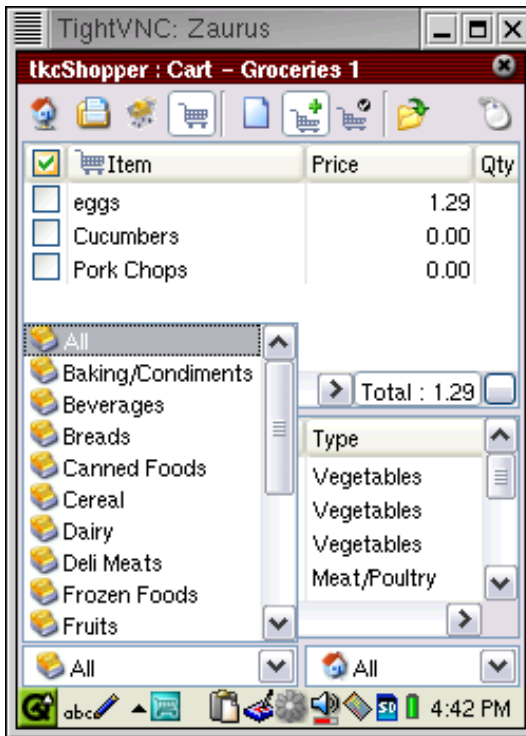 TightVNC: Zaurus
tkcShopper : Cart – Groceries 1
Item Price Qty
eggs 1.29
Cucumbers 0.00
Pork Chops 0.00
All
Baking/Condiments
Beverages
Breads
Canned Foods
Cereal
Dairy
Deli Meats
Frozen Foods
Fruits
Total : 1.29
Type
Vegetables
Vegetables
Vegetables
Meat/Poultry
All All
abc SD 4:42 PM